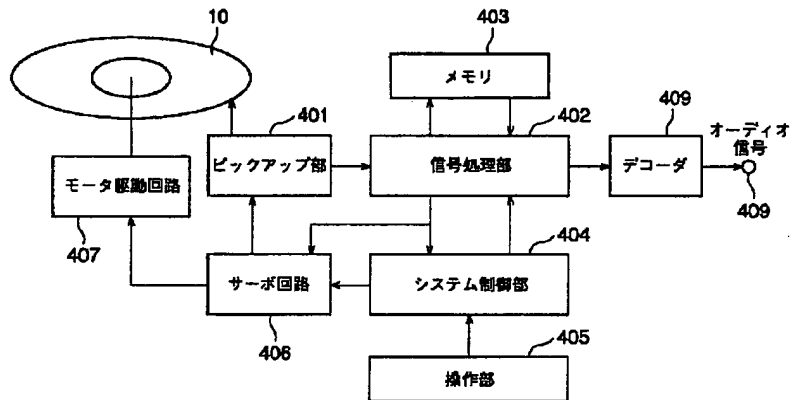 10
403
メモリ
401
402
409
オーディオ
信号
ピックアップ部
信号処理部
デコーダ
409
モータ駆動回路
407
404
サーボ回路
システム制御部
406
405
操作部